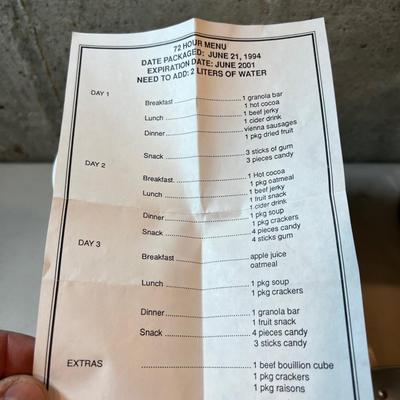 72 HOUR MENU
DATE PACKAGED: JUNE 21, 1994
EXPIRATION DATE: JUNE 2001
NEED TO ADD: 2 LITERS OF WATER
DAY 1
Breakfast 1 granola bar
1 hot cocoa
Lunch 1 beef jerky
1 cider drink
Dinner vienna sausages
1 pkg dried fruit
Snack 3 sticks of gum
3 pieces candy
DAY 2
Breakfast 1 Hot cocoa
1 pkg oatmeal
Lunch 1 beef jerky
1 fruit snack
1 cider drink
Dinner 1 pkg soup
1 pkg crackers
Snack 4 pieces candy
4 sticks gum
DAY 3
Breakfast apple juice
oatmeal
Lunch 1 pkg soup
1 pkg crackers
Dinner 1 granola bar
1 fruit snack
Snack 4 pieces candy
3 sticks candy
EXTRAS 1 beef bouillion cube
1 pkg crackers
1 pkg raisons